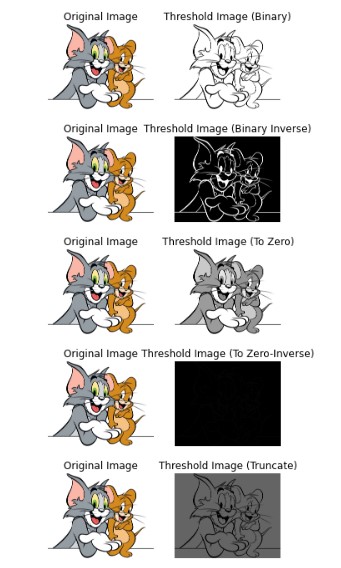 Original Image Threshold Image (Binary)
Original Image Threshold Image (Binary Inverse)
Original Image Threshold Image (To Zero)
Original Image Threshold Image (To Zero-Inverse)
Original Image Threshold Image (Truncate)